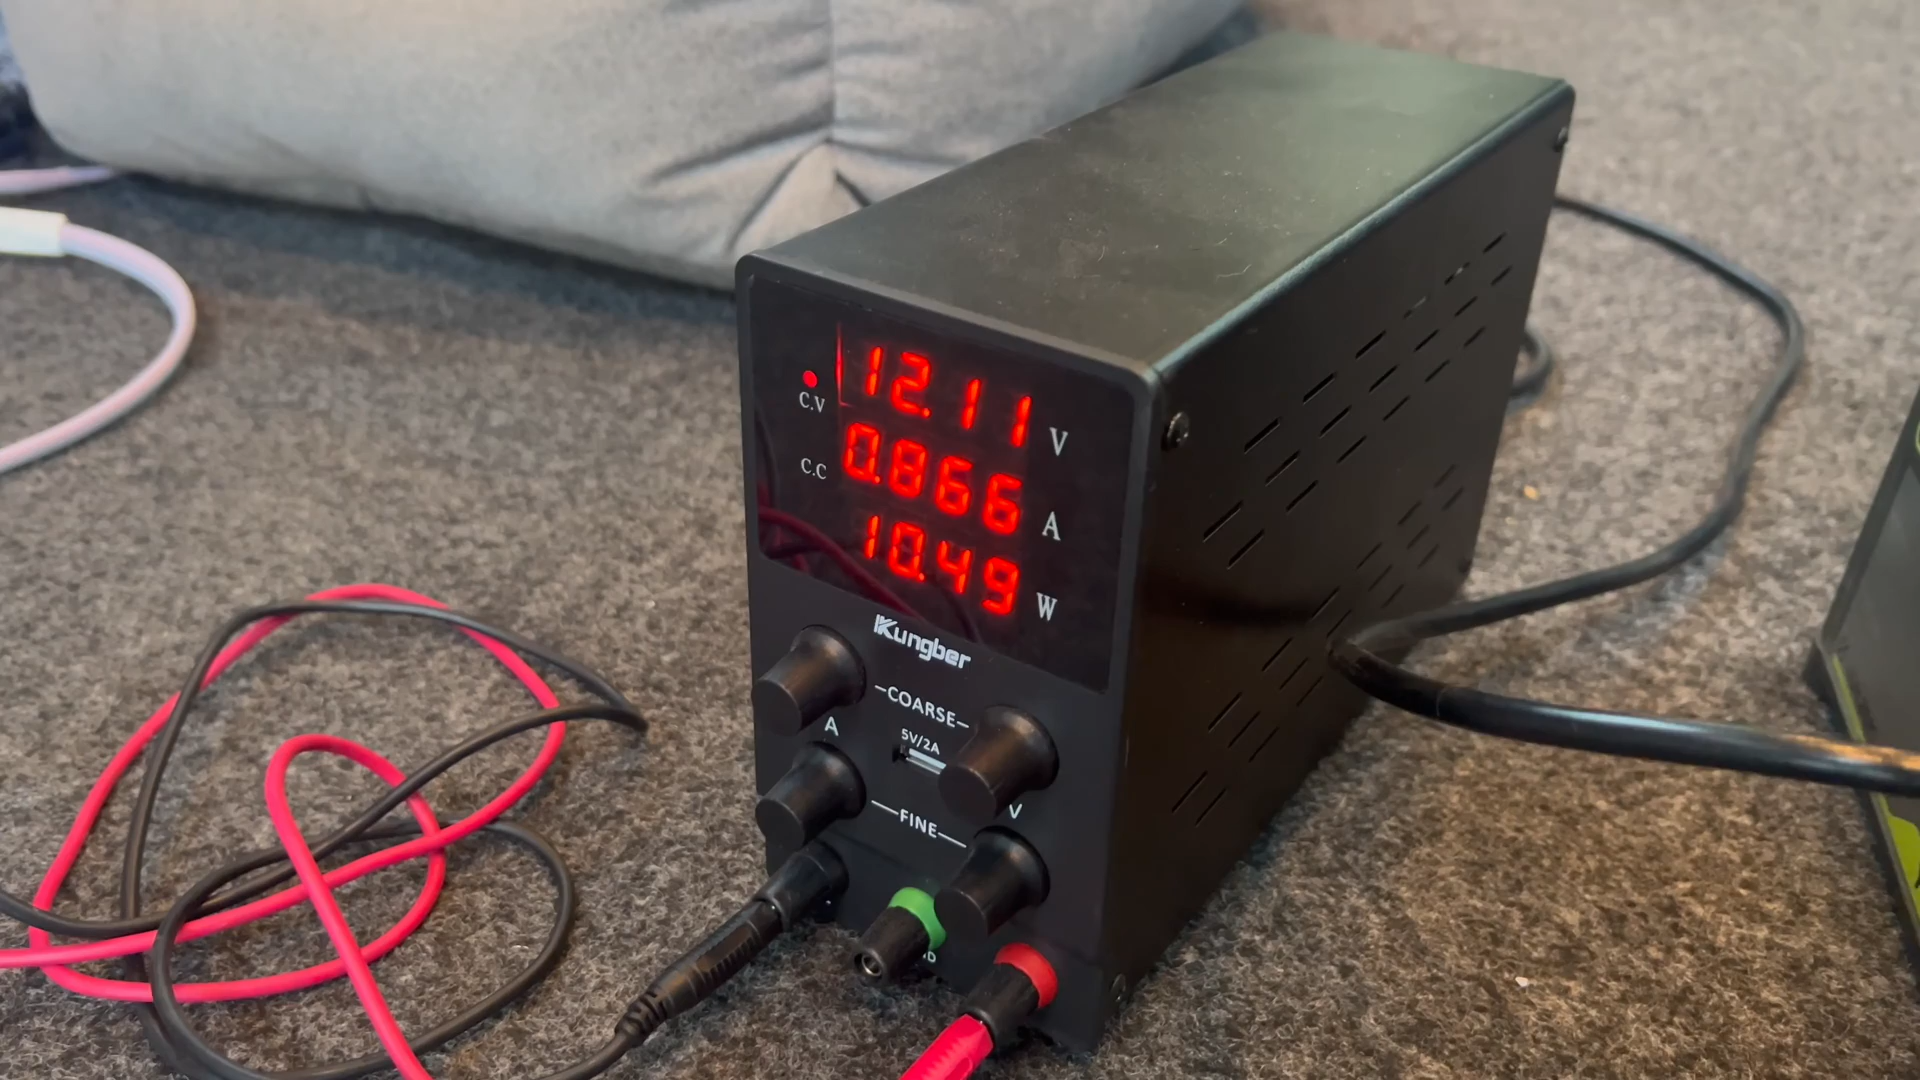 12.11 V
C.V
0.866 A
C.C
10.49 W
Kungber
COARSE
A
5V/2A
V
FINE